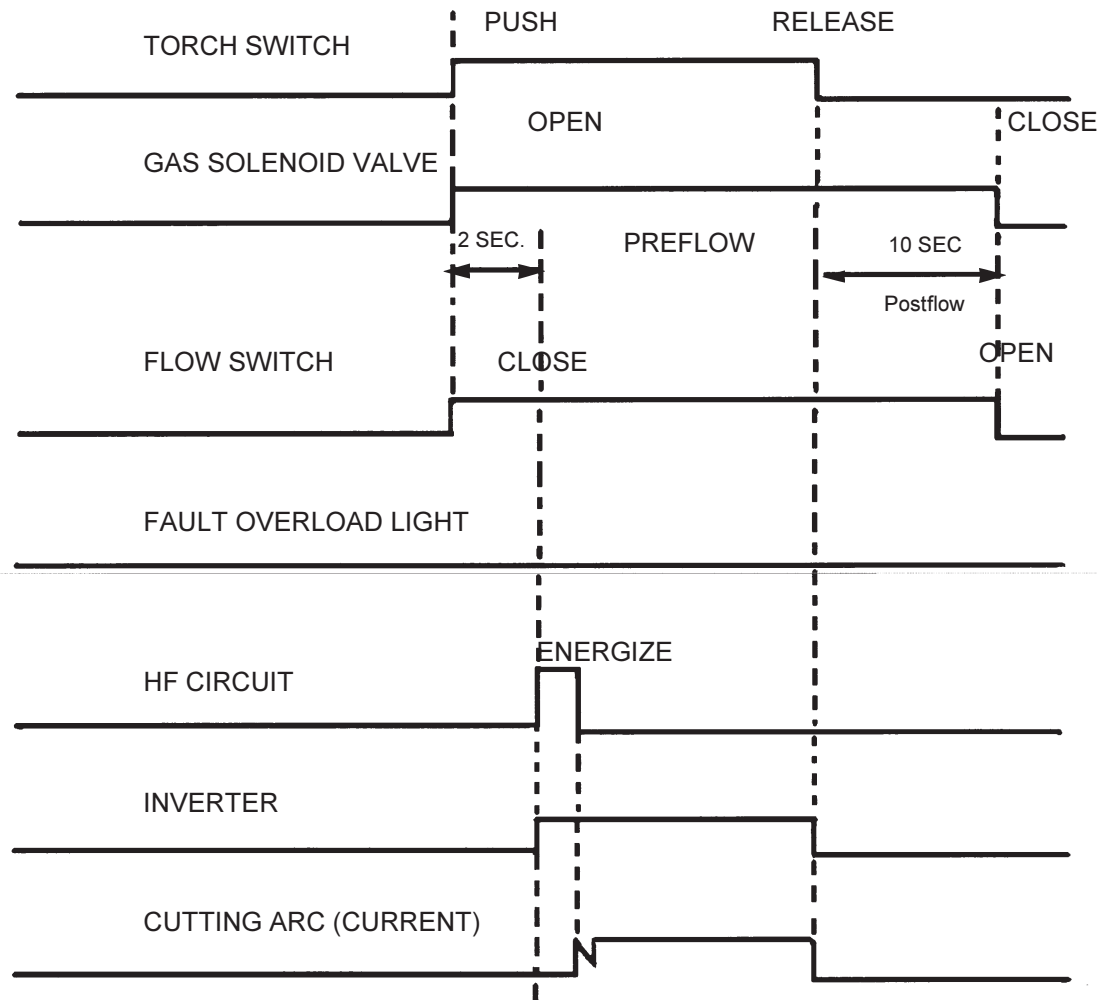 PUSH RELEASE
TORCH SWITCH
OPEN CLOSE
GAS SOLENOID VALVE
2 SEC. PREFLOW 10 SEC
Postflow
FLOW SWITCH CLOSE OPEN
FAULT OVERLOAD LIGHT
ENERGIZE
HF CIRCUIT
INVERTER
CUTTING ARC (CURRENT)